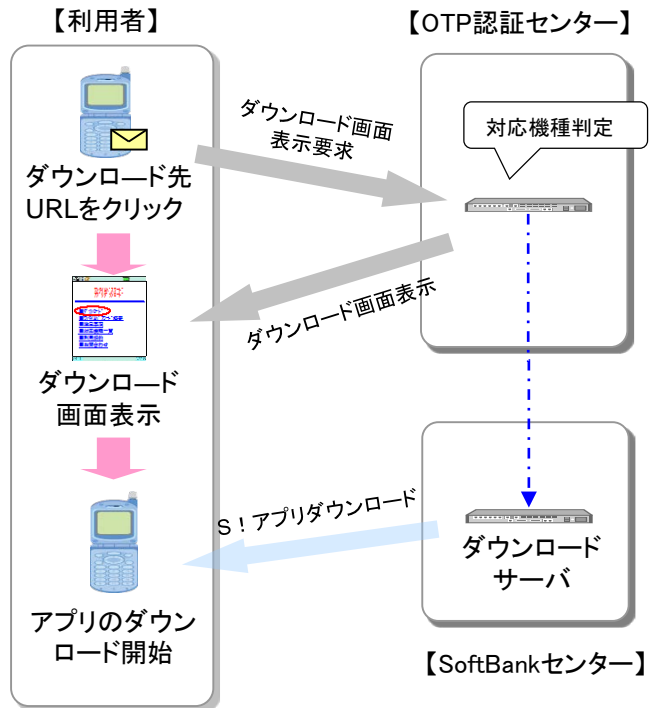 【利用者】
【OTP認証センター】
ダウンロード画面
表示要求
対応機種判定
ダウンロード先
URLをクリック
ダウンロード画面表示
ダウンロード
画面表示
S！アプリダウンロード
ダウンロード
サーバ
アプリのダウン
ロード開始
【SoftBankセンター】